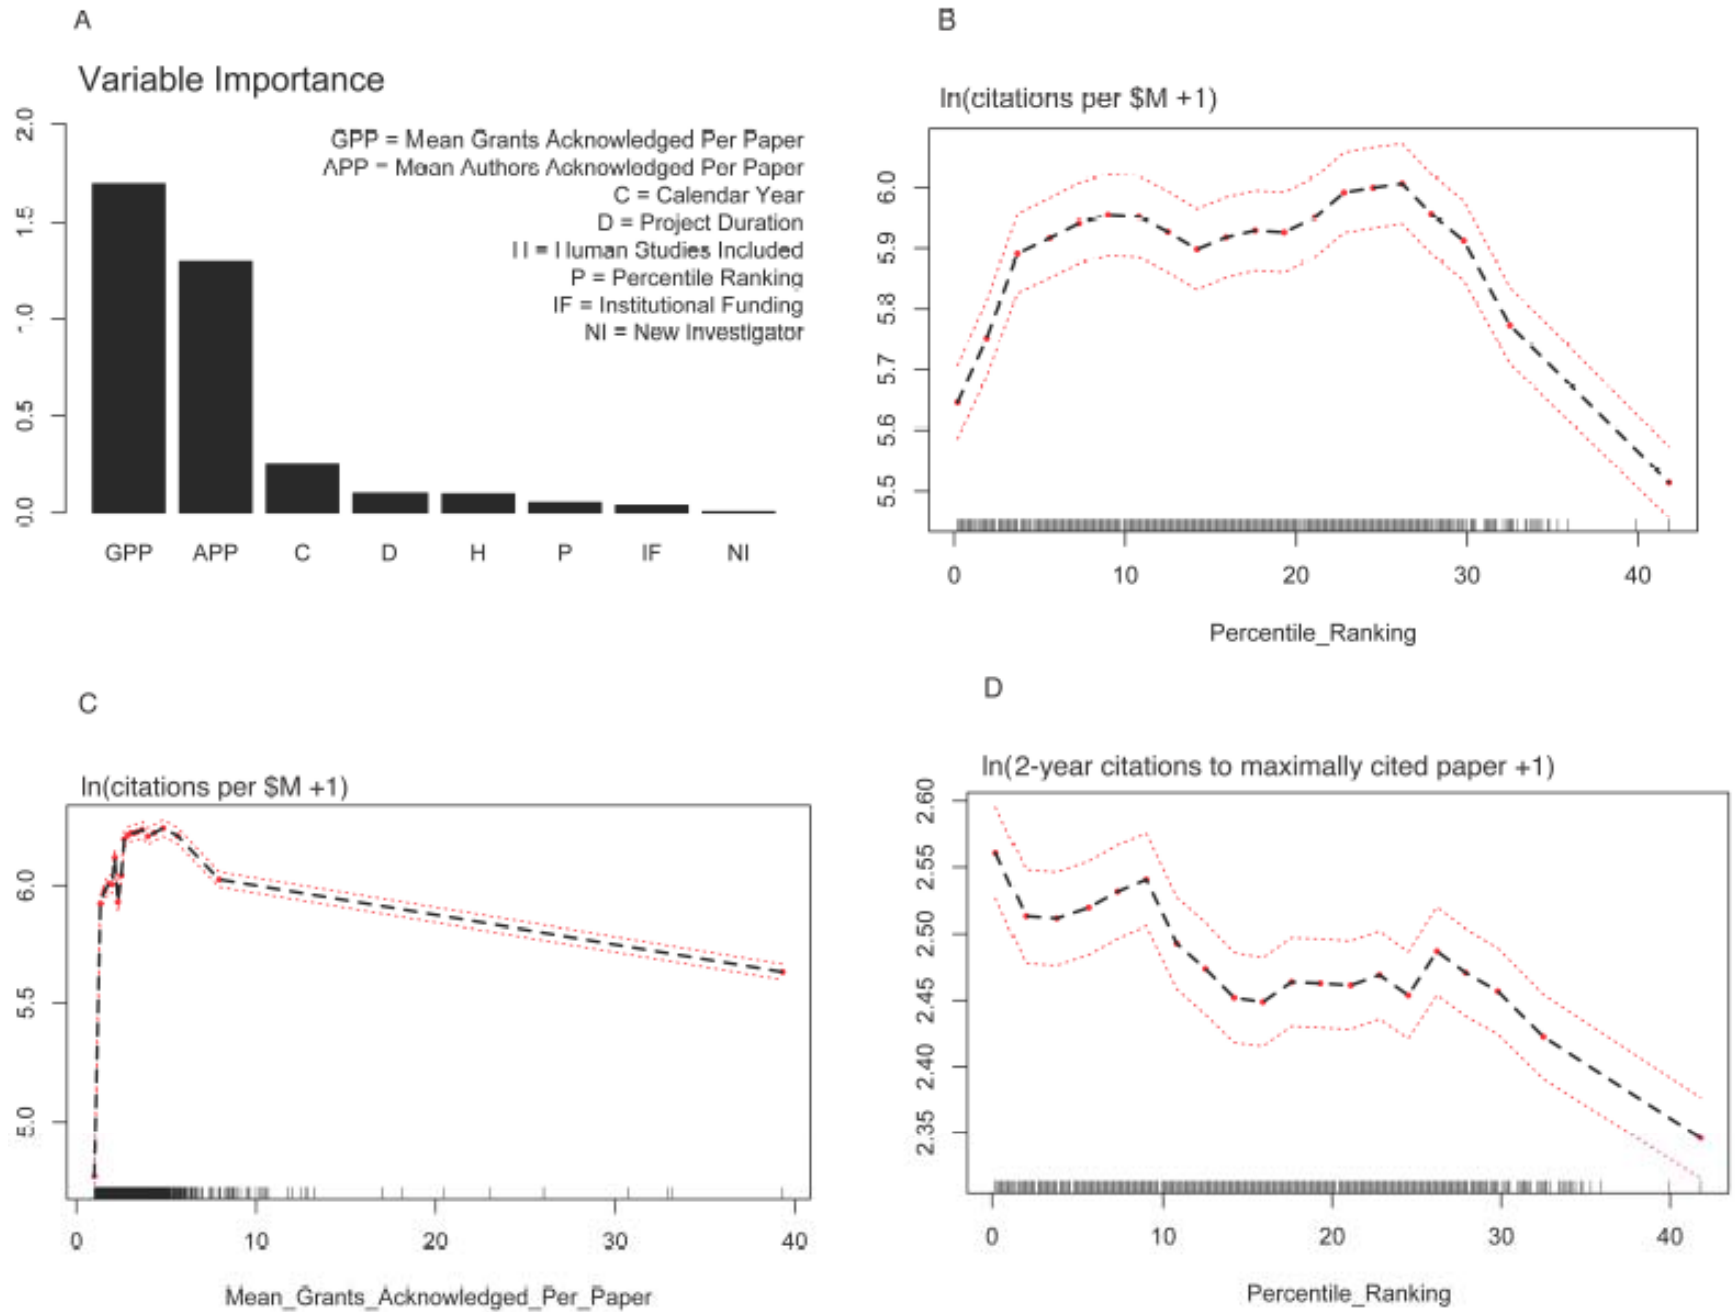 A
Variable Importance
2.0
1.5
1.0
0.5
0.0
GPP = Mean Grants Acknowledged Per Paper
APP = Mean Authors Acknowledged Per Paper
C = Calendar Year
D = Project Duration
H = Human Studies Included
P = Percentile Ranking
IF = Institutional Funding
NI = New Investigator
GPP APP C D H P IF NI
B
ln(citations per $M +1)
6.0
5.9
5.8
5.7
5.6
5.5
0 10 20 30 40
Percentile_Ranking
C
ln(citations per $M +1)
6.0
5.5
5.0
0 10 20 30 40
Mean_Grants_Acknowledged_Per_Paper
D
ln(2-year citations to maximally cited paper +1)
2.60
2.55
2.50
2.45
2.40
2.35
0 10 20 30 40
Percentile_Ranking